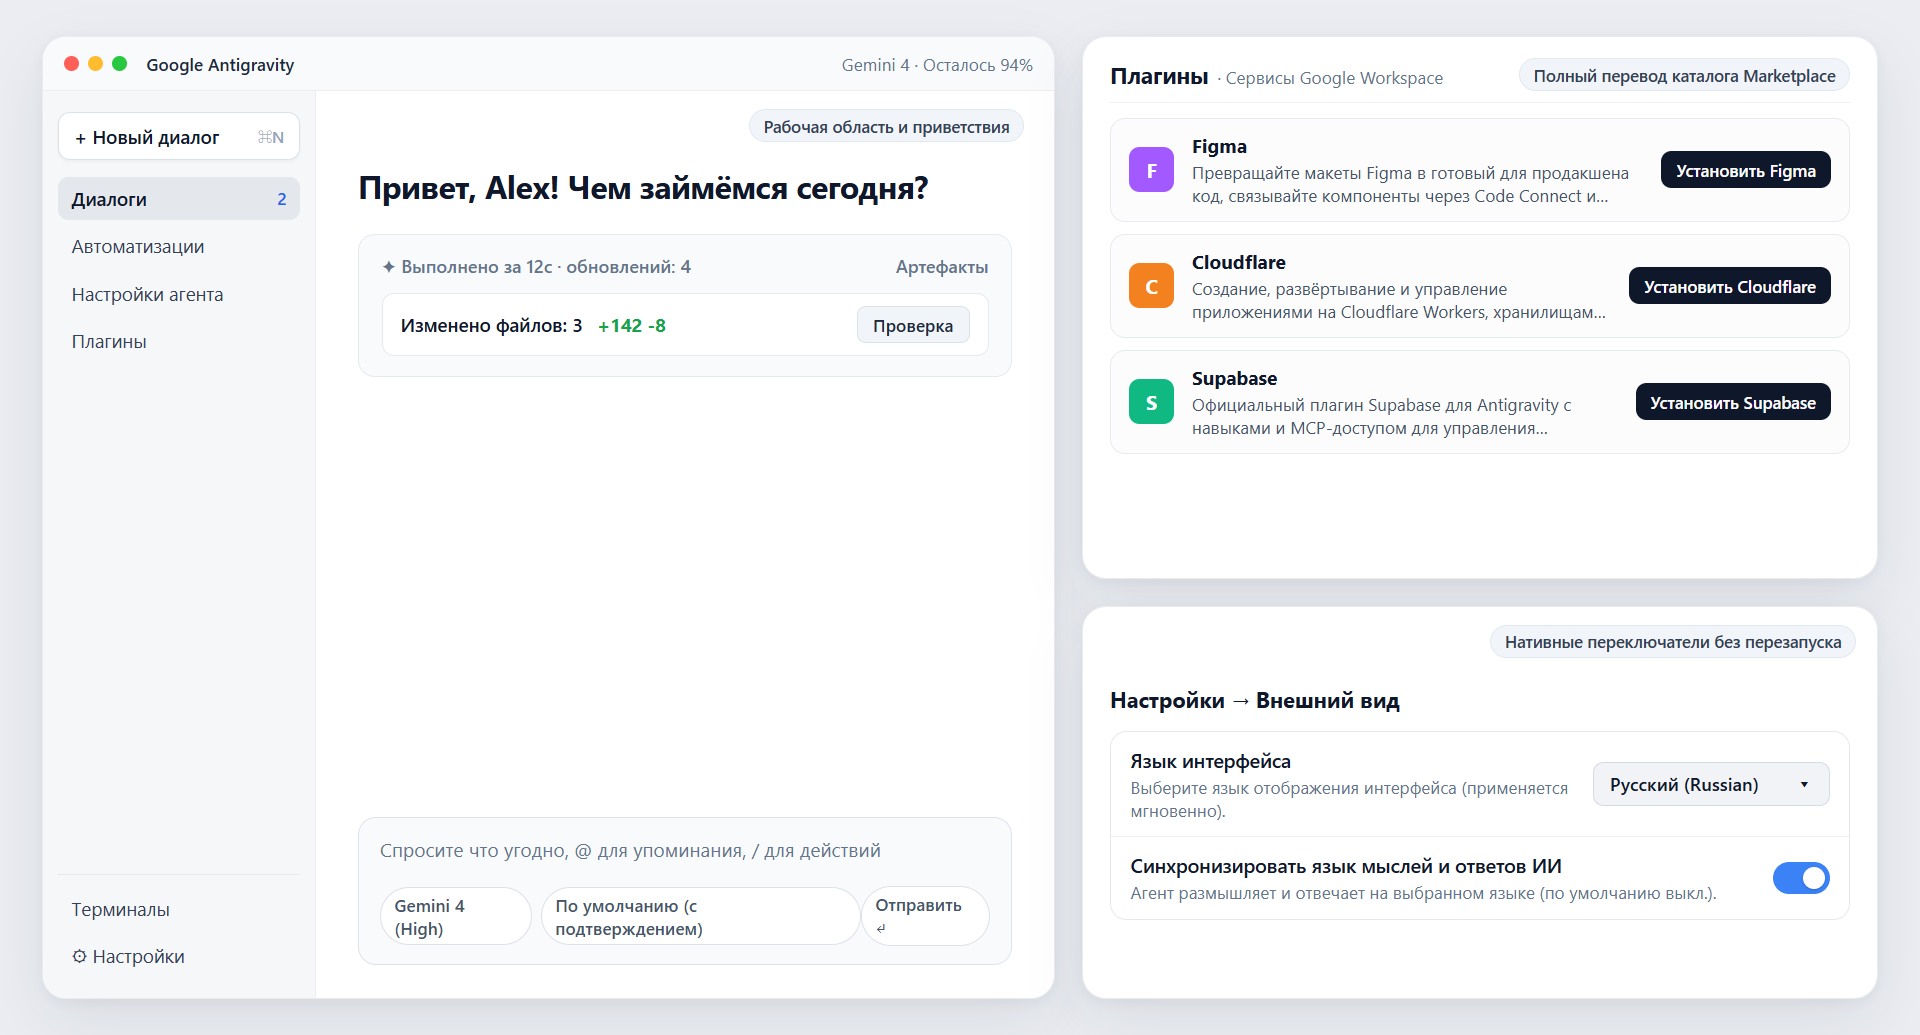 Google Antigravity
Gemini 4 · Осталось 94%
+ Новый диалог ⌘N
Диалоги 2
Автоматизации
Настройки агента
Плагины
Терминалы
⚙ Настройки
Рабочая область и приветствия
Привет, Alex! Чем займёмся сегодня?
✦ Выполнено за 12с · обновлений: 4
Артефакты
Изменено файлов: 3 +142 -8
Проверка
Спросите что угодно, @ для упоминания, / для действий
Gemini 4
(High)
По умолчанию (с
подтверждением)
Отправить
↲
Плагины · Сервисы Google Workspace
Полный перевод каталога Marketplace
F
Figma
Превращайте макеты Figma в готовый для продакшена
код, связывайте компоненты через Code Connect и...
Установить Figma
C
Cloudflare
Создание, развёртывание и управление
приложениями на Cloudflare Workers, хранилищам...
Установить Cloudflare
S
Supabase
Официальный плагин Supabase для Antigravity с
навыками и MCP-доступом для управления...
Установить Supabase
Нативные переключатели без перезапуска
Настройки → Внешний вид
Язык интерфейса
Выберите язык отображения интерфейса (применяется
мгновенно).
Русский (Russian) ▾
Синхронизировать язык мыслей и ответов ИИ
Агент размышляет и отвечает на выбранном языке (по умолчанию выкл.).